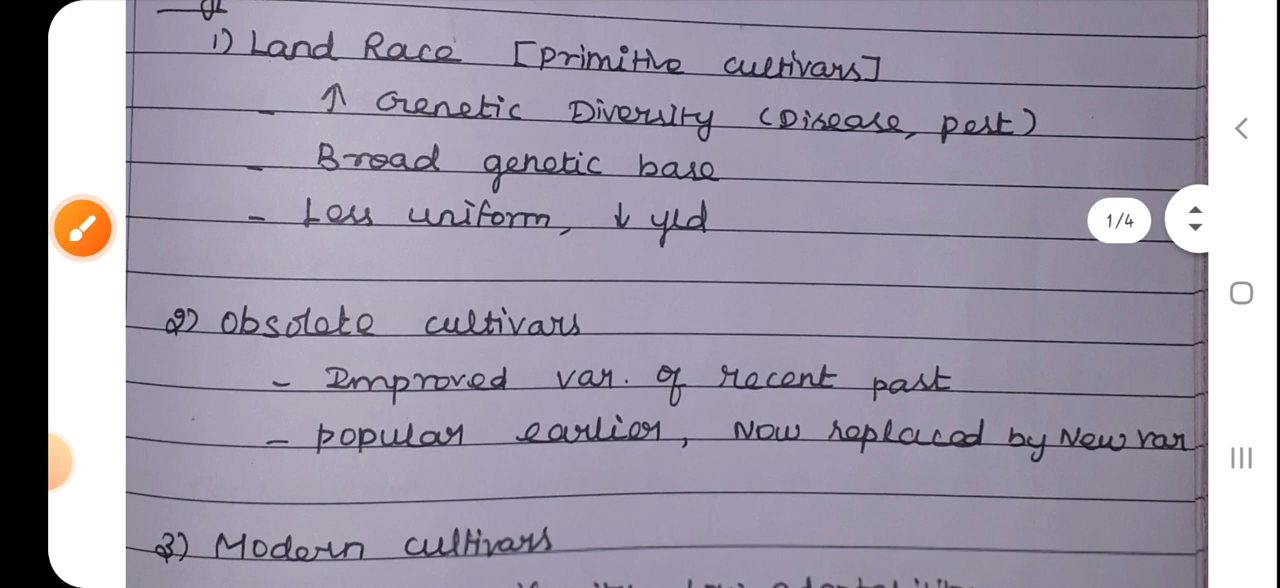 1) Land Race [Primitive cultivars]
- ↑ Genetic Diversity (Disease, pest)
- Broad genetic base
- Less uniform, ↓ yld
1/4
2) Obsolete cultivars
- Improved var. of recent past
- popular earlier, Now replaced by New var
3) Modern cultivars